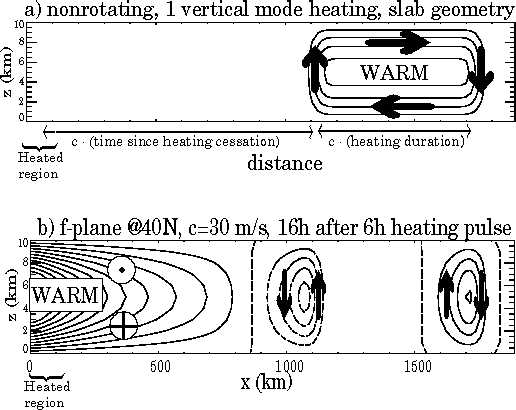 a) nonrotating, 1 vertical mode heating, slab geometry
10
8
6
4
2
0
z (km)
WARM
c · (time since heating cessation)
c · (heating duration)
Heated
region
distance
b) f-plane @40N, c=30 m/s, 16h after 6h heating pulse
10
8
6
4
2
0
z (km)
WARM
0
500
1000
1500
Heated
region
x (km)